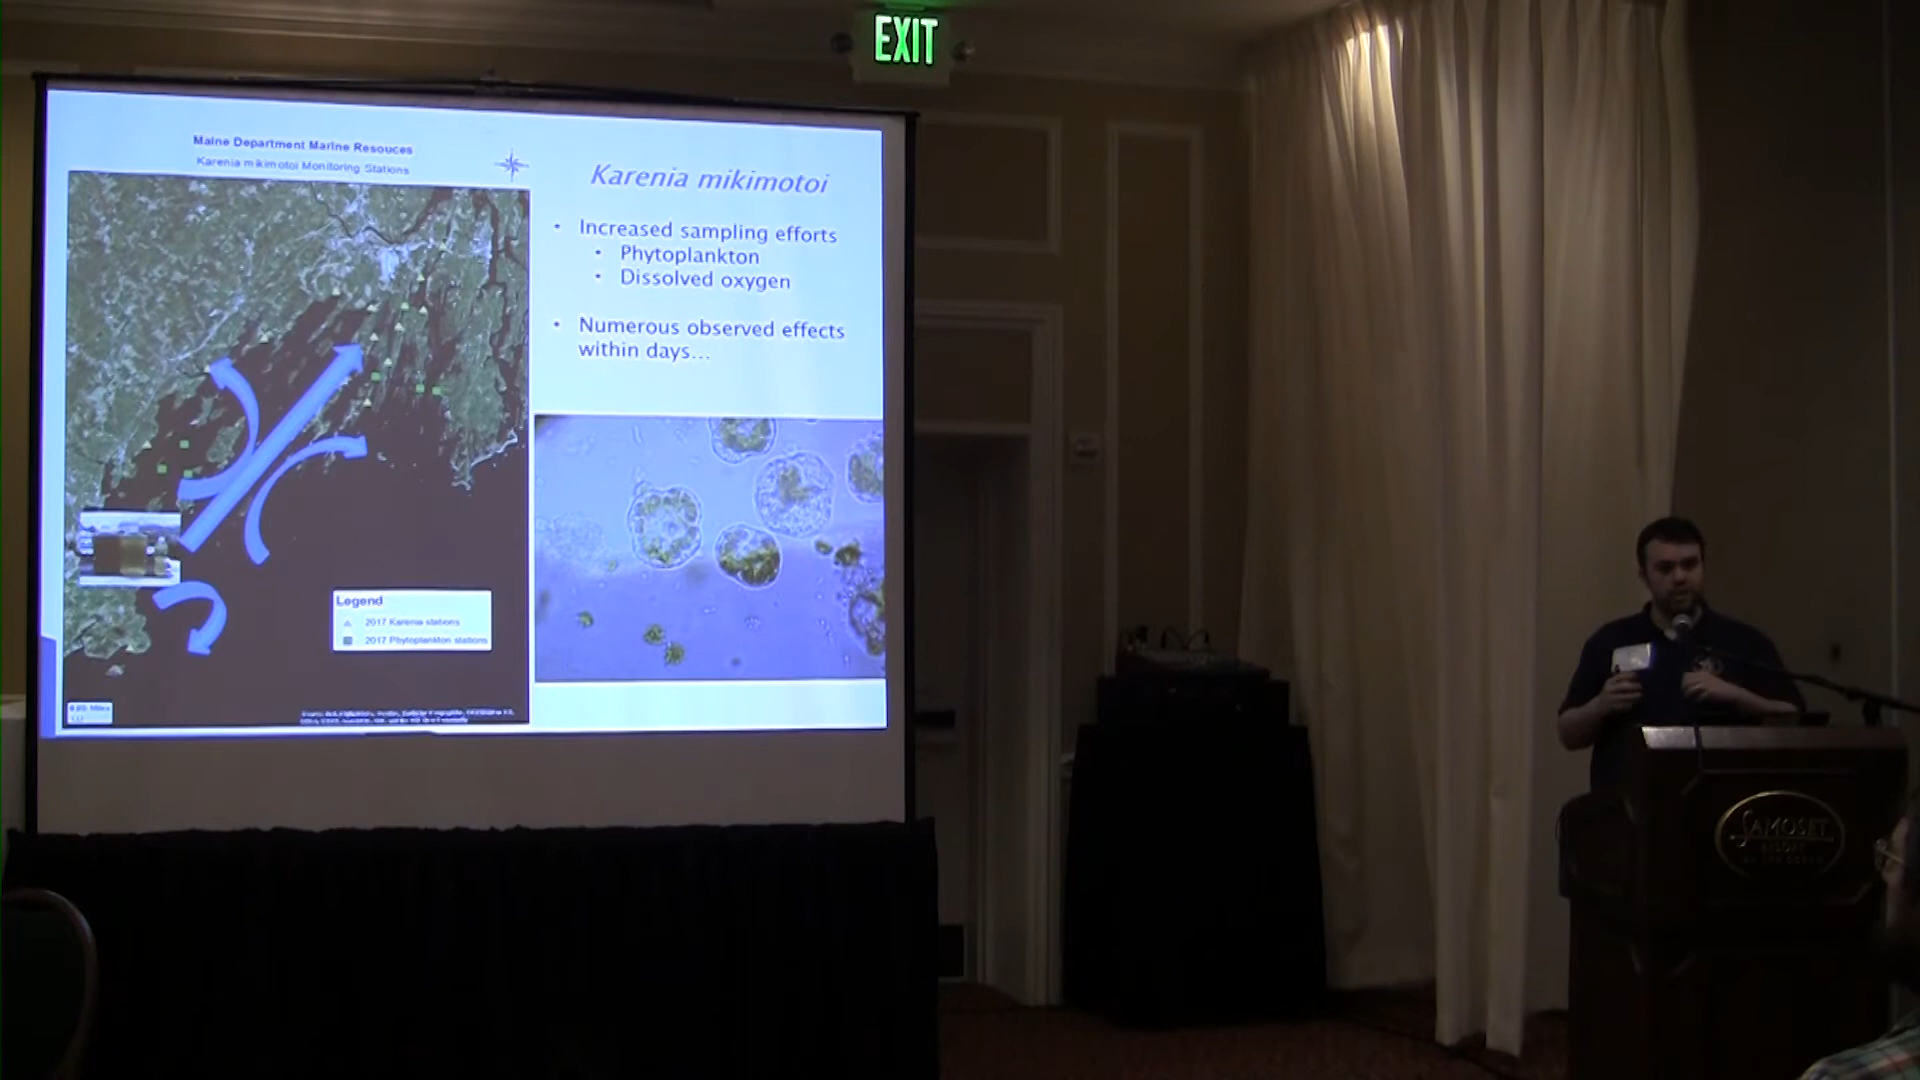 EXIT
Maine Department Marine Resouces
Karenia mikimotoi Monitoring Stations
Karenia mikimotoi
• Increased sampling efforts
• Phytoplankton
• Dissolved oxygen
• Numerous observed effects
within days...
Legend
2017 Karenia stations
2017 Phytoplankton stations
SAMOSET
RESORT